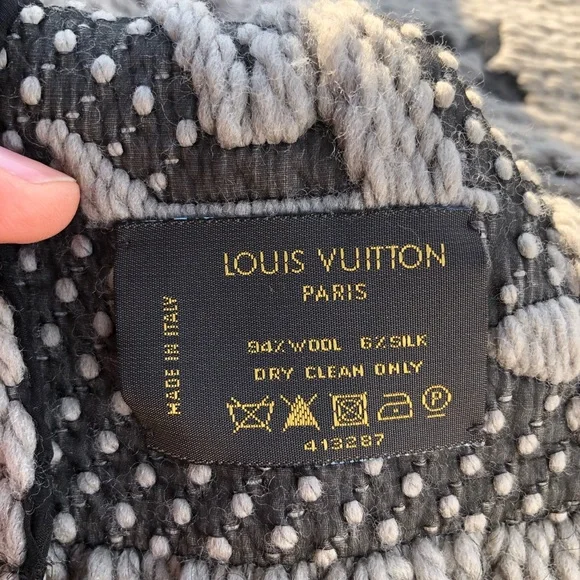 LOUIS VUITTON
PARIS
MADE IN ITALY
94% WOOL 6% SILK
DRY CLEAN ONLY
P
413287